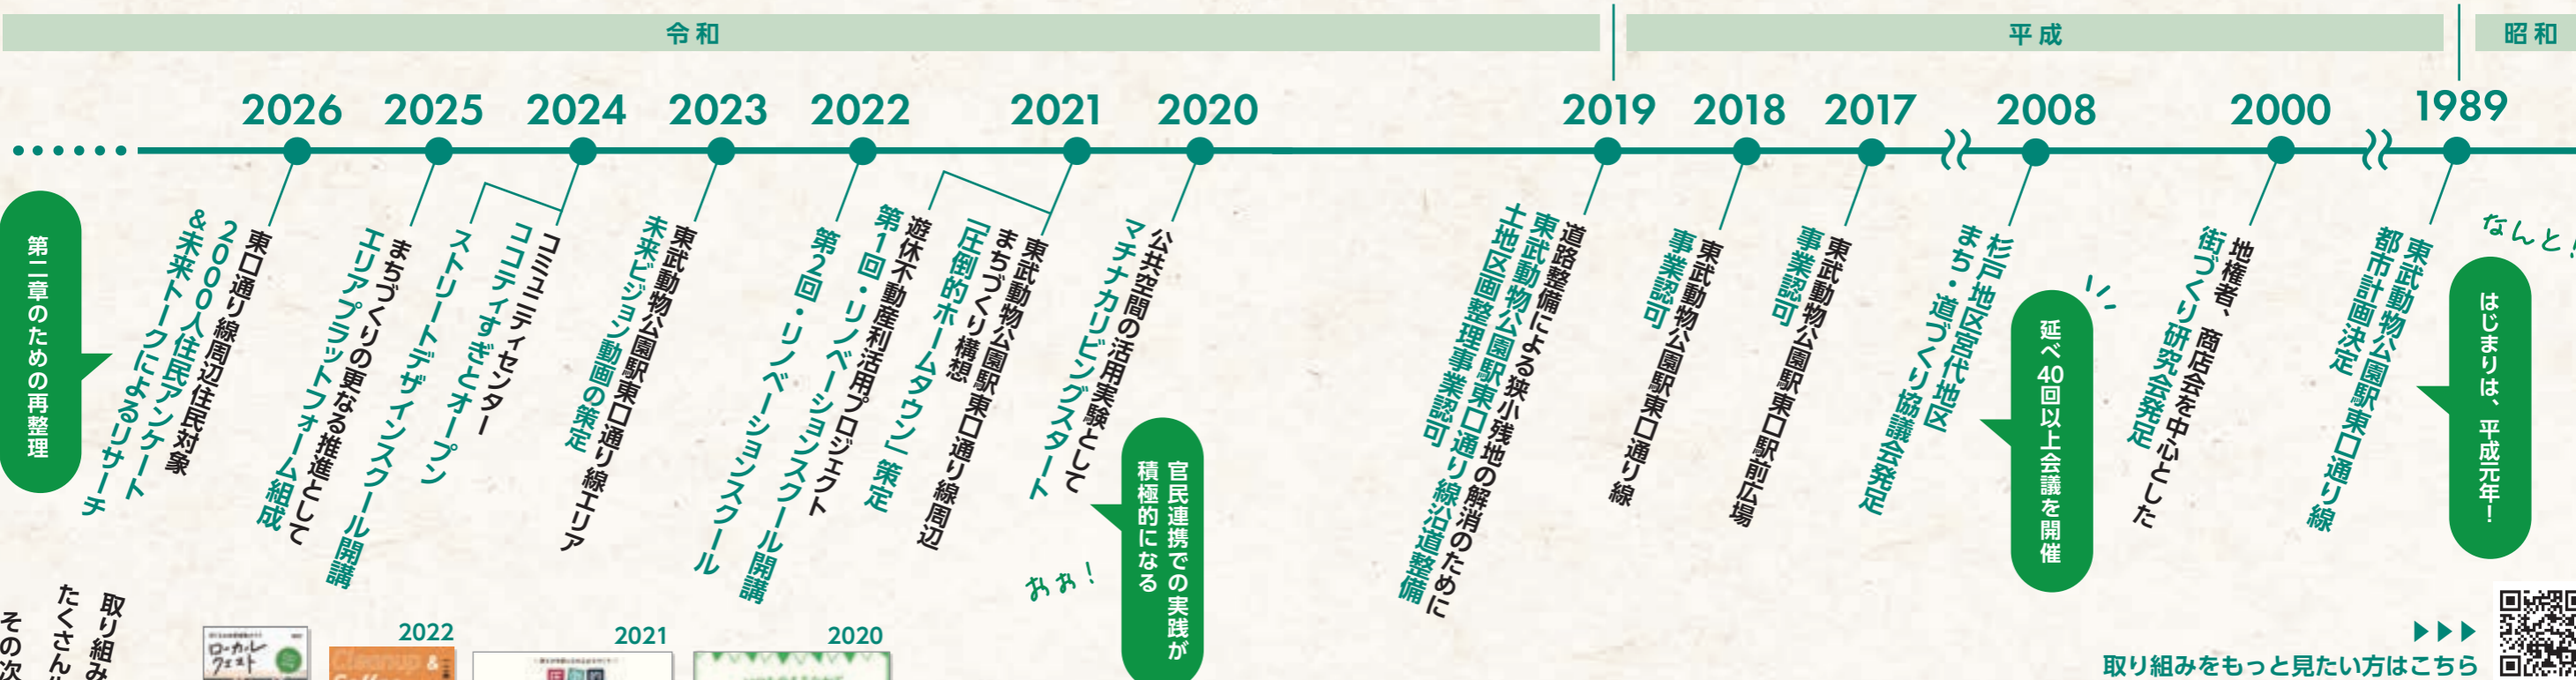 昭和
平成
令和
1989
2000
2008
2017
2018
2019
2020
2021
2022
2023
2024
2025
2026
なんと!
はじまりは、平成元年!
東武動物公園駅東口通り線
都市計画決定
地権者、商店会を中心とした
街づくり研究会発足
延べ40回以上会議を開催
杉戸地区宮代地区
まち・道づくり協議会発足
東武動物公園駅東口駅前広場
事業認可
東武動物公園駅東口通り線
事業認可
道路整備による狭小残地の解消のために
東武動物公園駅東口通り線沿道整備
土地区画整理事業認可
官民連携での実践が
積極的になる
おぉ!
公共空間の活用実験として
マチナカリビングスタート
東武動物公園駅東口通り線周辺
まちづくり構想
「圧倒的ホームタウン」策定
遊休不動産利活用プロジェクト
第1回・リノベーションスクール開講
第2回・リノベーションスクール
東武動物公園駅東口通り線エリア
未来ビジョン動画の策定
コミュニティセンター
ココティすぎとオープン
ストリートデザインスクール開講
まちづくりの更なる推進として
エリアプラットフォーム組成
東口通り線周辺住民対象
2000人住民アンケート
&未来トークによるリサーチ
第二章のための再整理
取り組みをもっと見たい方はこちら
取り組み
たくさん
その次
2020
2021
2022
Cleanup &
ローカル
クエスト